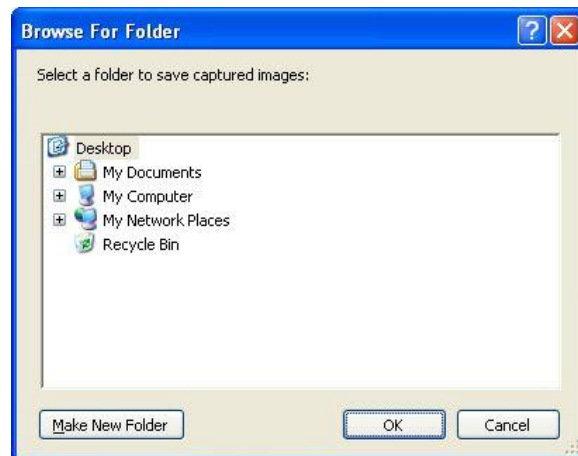 Browse For Folder
Select a folder to save captured images:
Desktop
My Documents
My Computer
My Network Places
Recycle Bin
Make New Folder
OK
Cancel